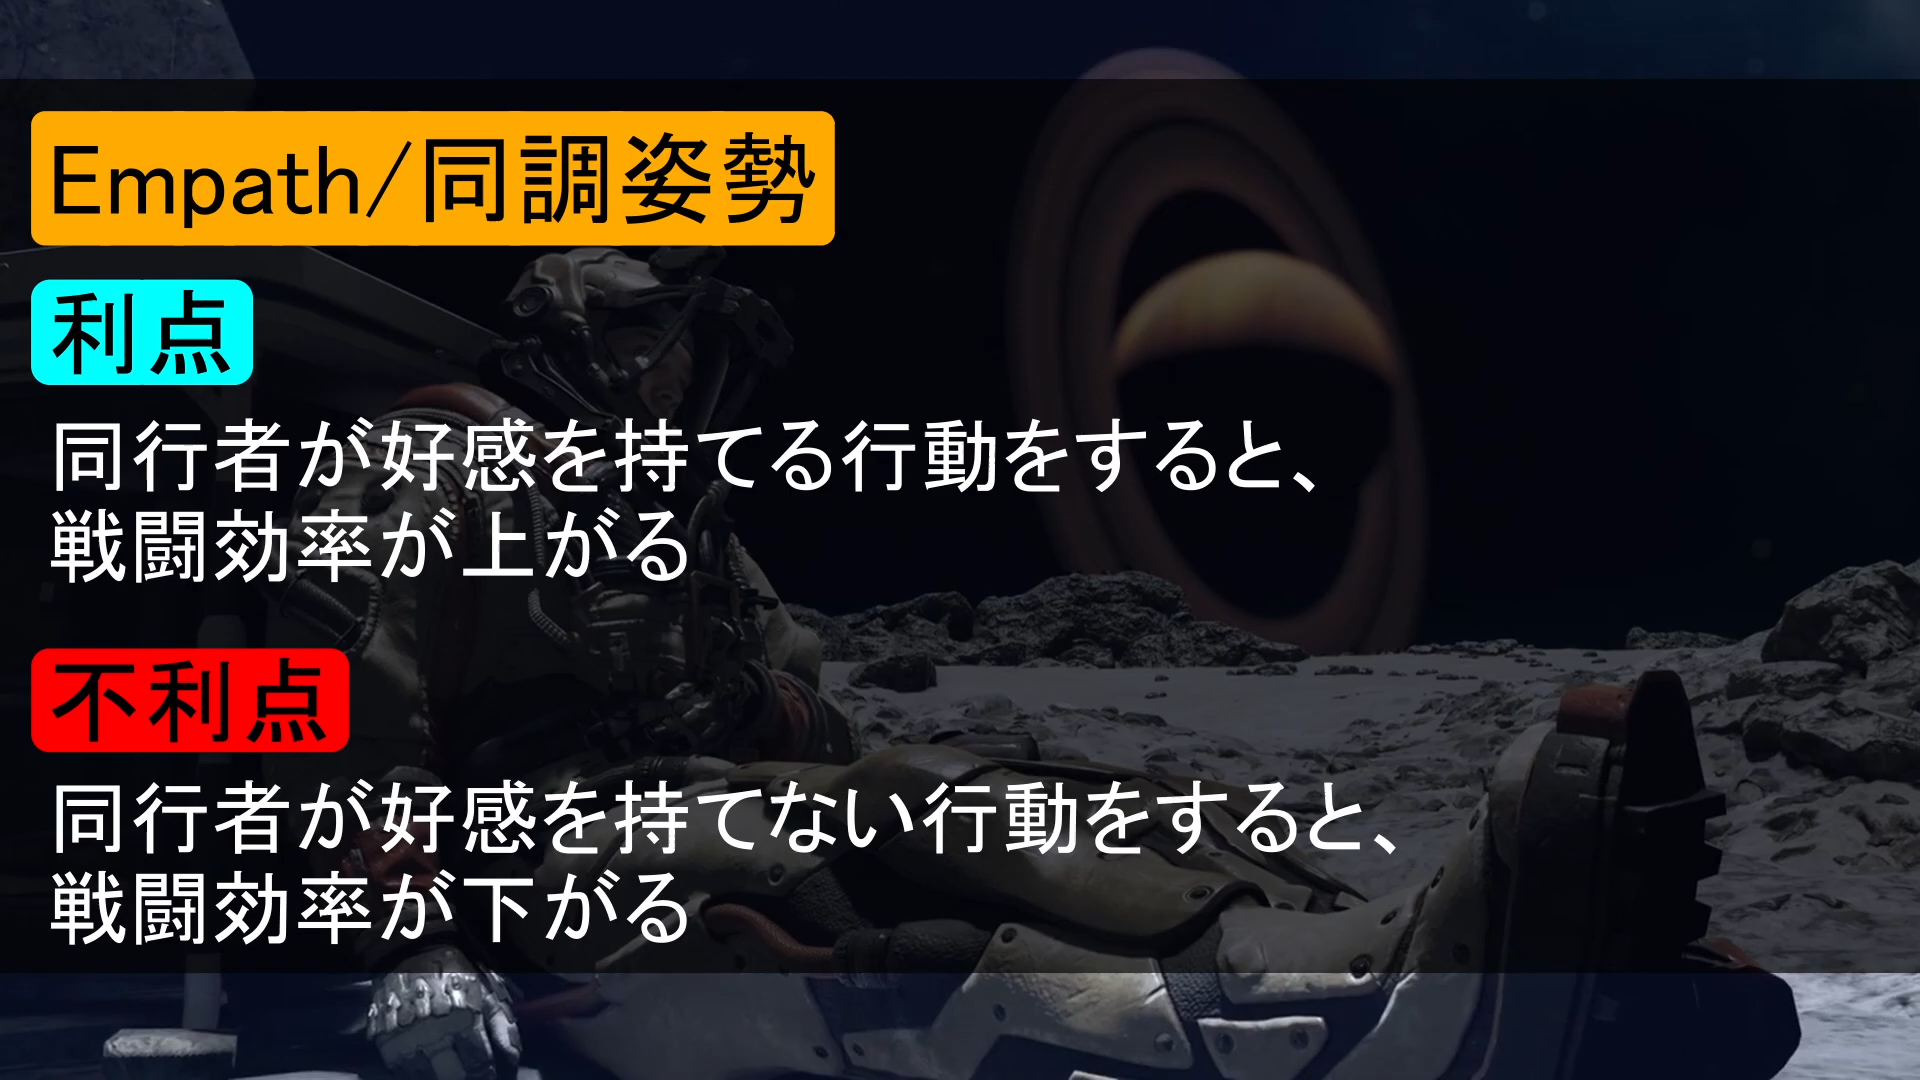 Empath/同調姿勢
利点
同行者が好感を持てる行動をすると、
戦闘効率が上がる
不利点
同行者が好感を持てない行動をすると、
戦闘効率が下がる